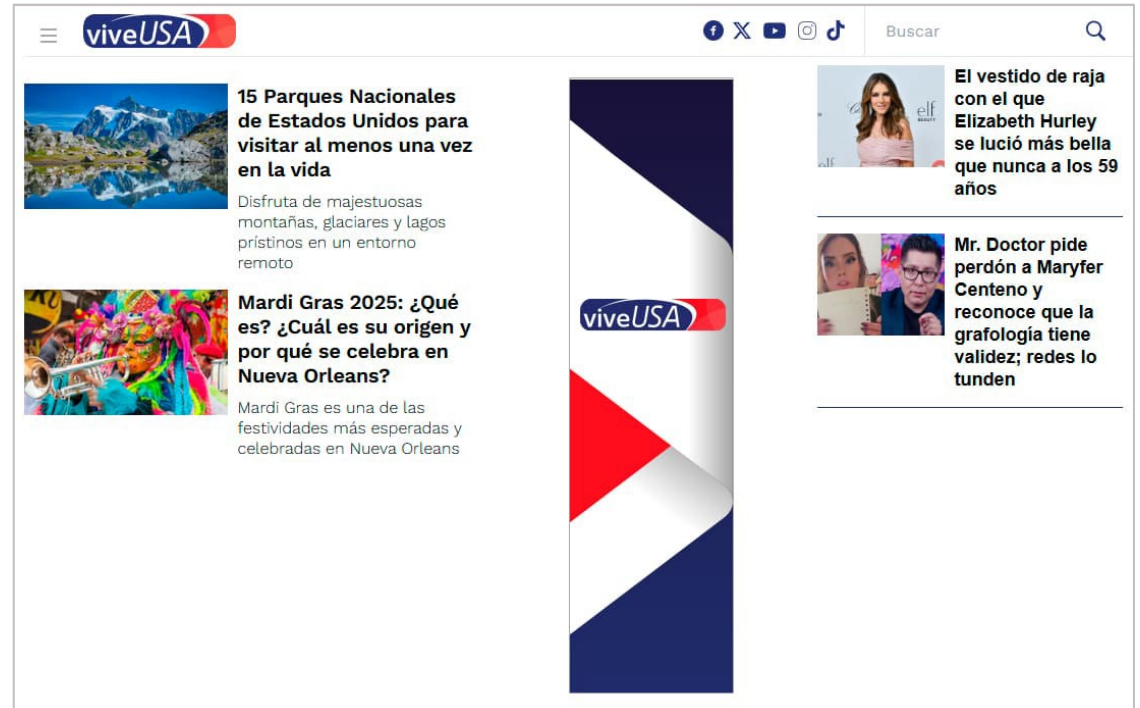 viveUSA
Buscar
15 Parques Nacionales
de Estados Unidos para
visitar al menos una vez
en la vida
Disfruta de majestuosas
montañas, glaciares y lagos
prístinos en un entorno
remoto
Mardi Gras 2025: ¿Qué
es? ¿Cuál es su origen y
por qué se celebra en
Nueva Orleans?
Mardi Gras es una de las
festividades más esperadas y
celebradas en Nueva Orleans
viveUSA
elf
BEAUTY
elf
El vestido de raja
con el que
Elizabeth Hurley
se lució más bella
que nunca a los 59
años
Mr. Doctor pide
perdón a Maryfer
Centeno y
reconoce que la
grafología tiene
validez; redes lo
tunden